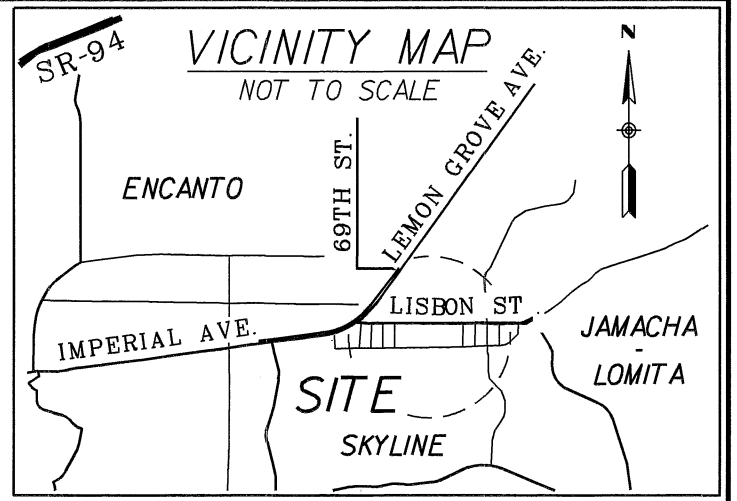 SR-94
VICINITY MAP
NOT TO SCALE
N
ENCANTO
69TH ST.
LEMON GROVE AVE.
LISBON ST
IMPERIAL AVE.
JAMACHA
-
LOMITA
SITE
SKYLINE